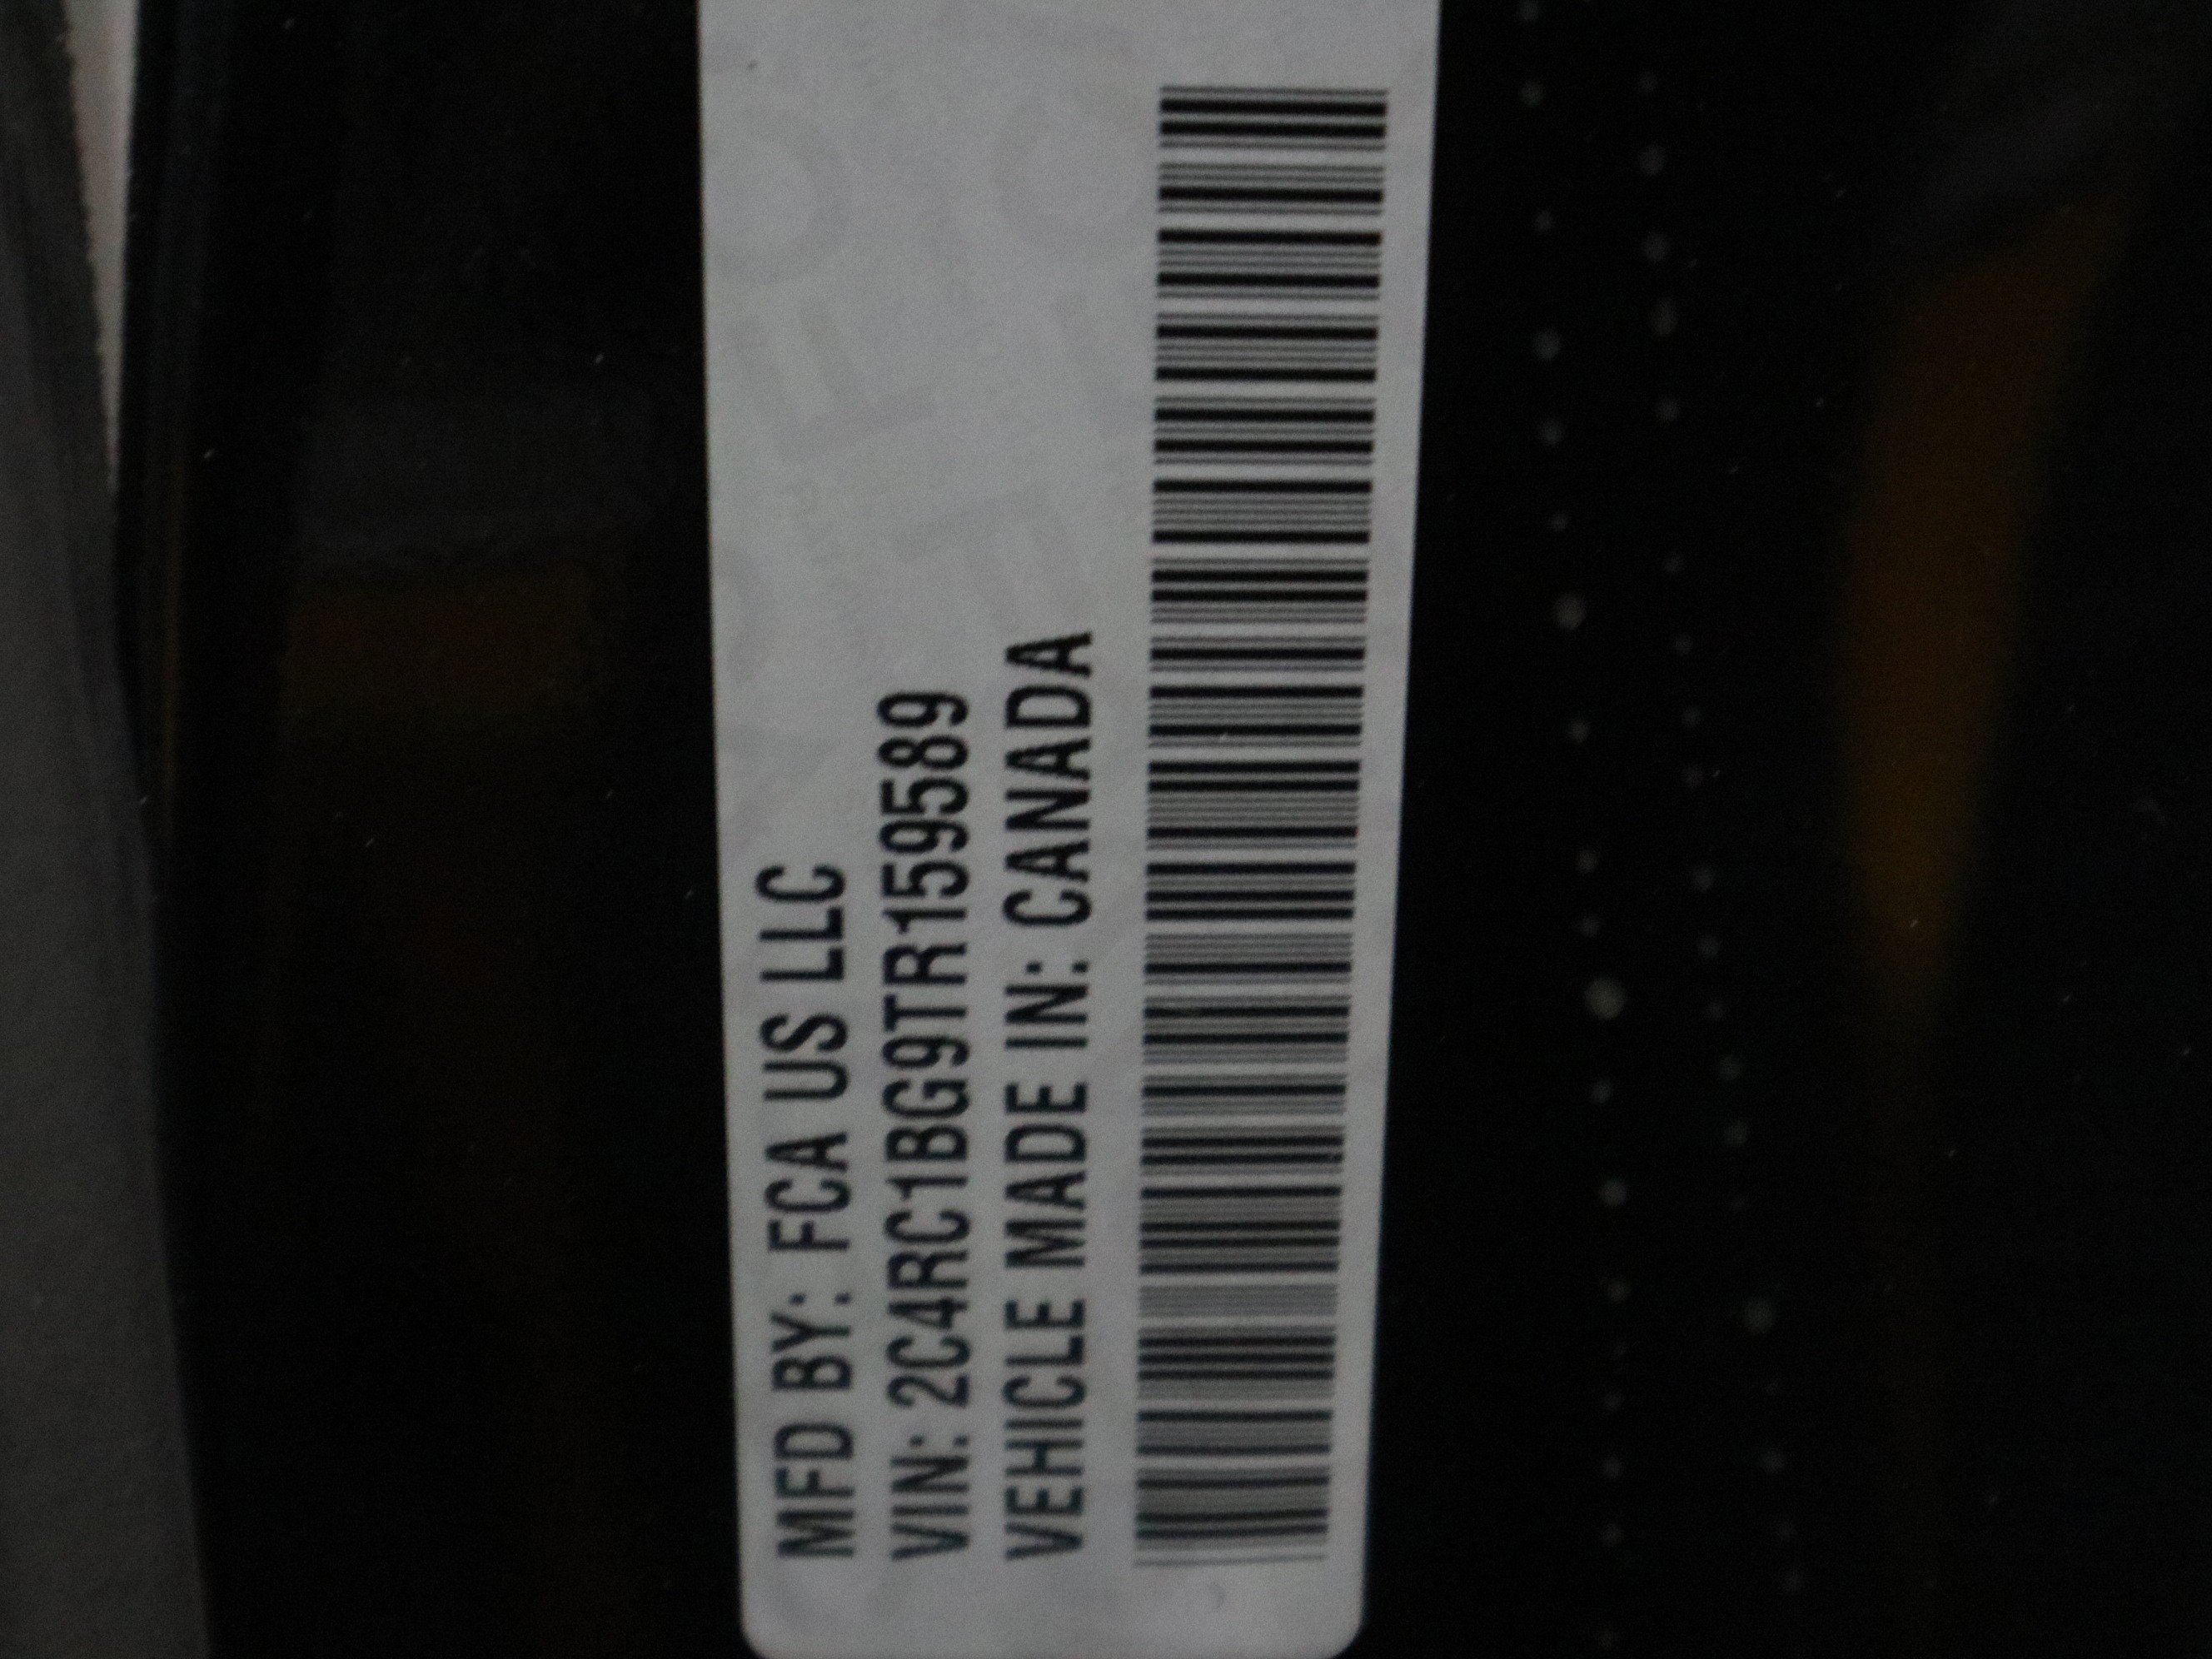 MFD BY: FCA US LLC
VIN: 2C4RC1BG9TR159589
VEHICLE MADE IN: CANADA